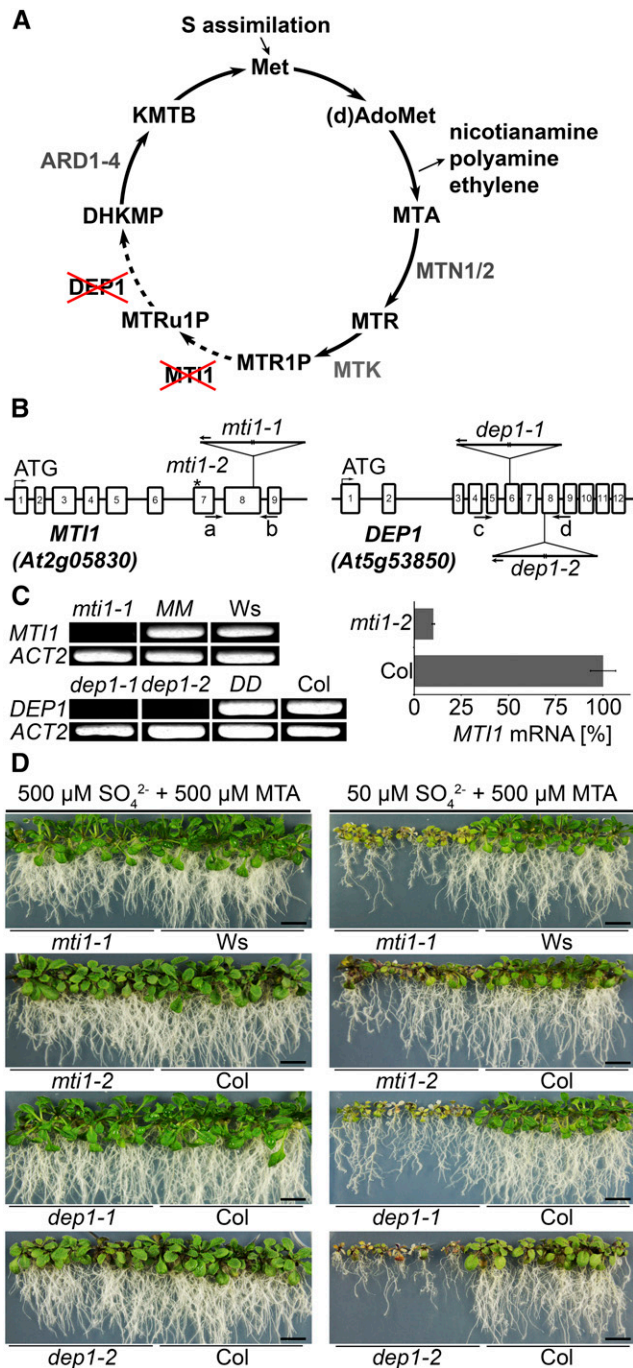 A
S assimilation
Met
KMTB
(d)AdoMet
nicotianamine
polyamine
ethylene
ARD1-4
DHKMP
MTA
MTN1/2
DEP1
MTRu1P
MTR
MTI1
MTR1P
MTK
B
mti1-1
dep1-1
mti1-2
ATG
*
ATG
1 2 3 4 5 6 7 8 9
1 2 3 4 5 6 7 8 9 10 11 12
a b
c d
MTI1
(At2g05830)
DEP1
(At5g53850)
dep1-2
C
mti1-1 MM Ws
MTI1
ACT2
dep1-1 dep1-2 DD Col
DEP1
ACT2
mti1-2
Col
0 25 50 75 100
MTI1 mRNA [%]
D
500 µM SO₄²⁻ + 500 µM MTA
50 µM SO₄²⁻ + 500 µM MTA
mti1-1 Ws
mti1-1 Ws
mti1-2 Col
mti1-2 Col
dep1-1 Col
dep1-1 Col
dep1-2 Col
dep1-2 Col